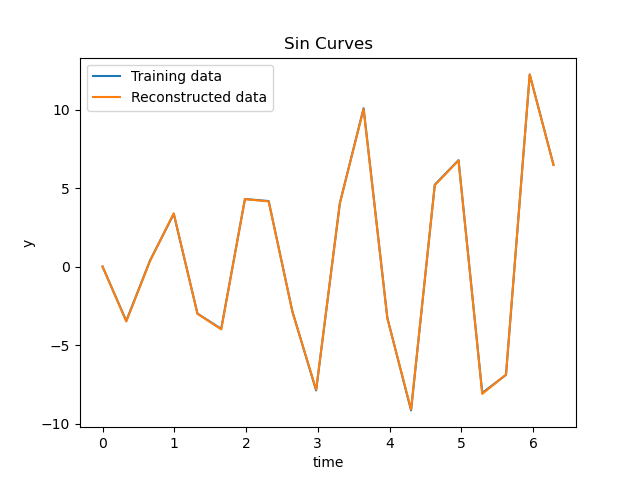 Sin Curves
Training data
Reconstructed data
10
5
0
−5
−10
y
0 1 2 3 4 5 6
time